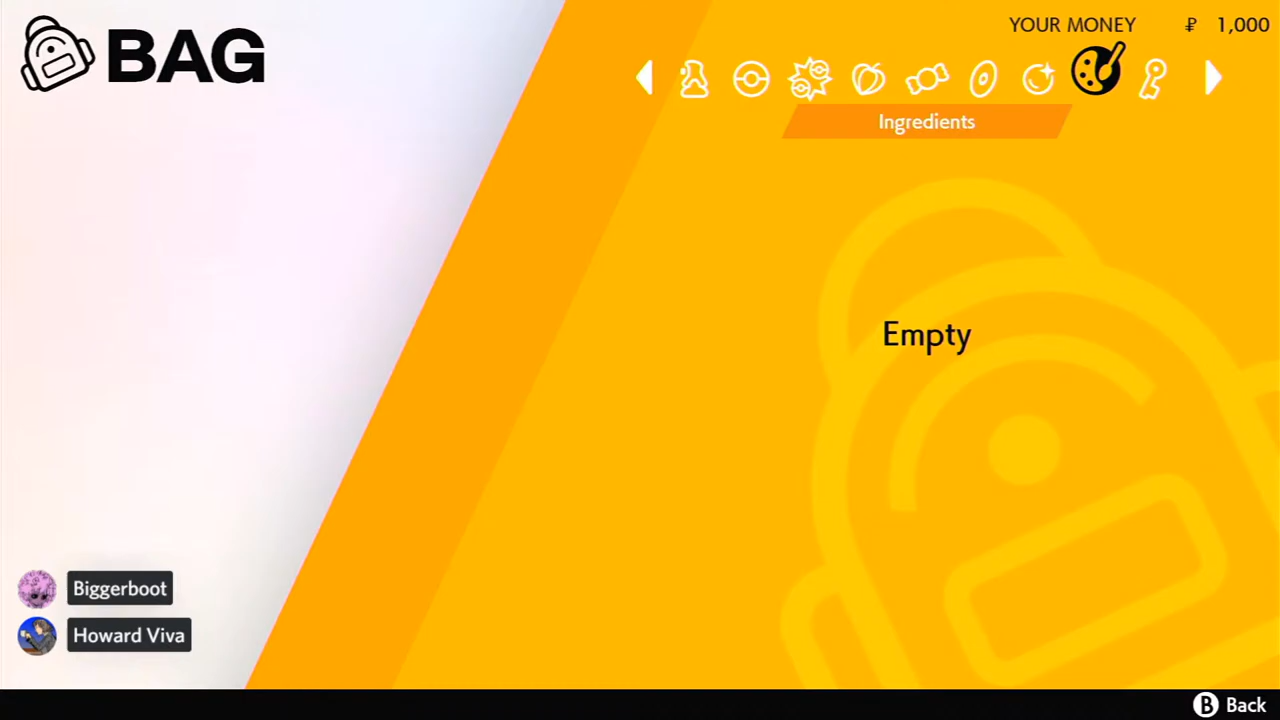 BAG
YOUR MONEY ₽ 1,000
Ingredients
Empty
Biggerboot
Howard Viva
B Back